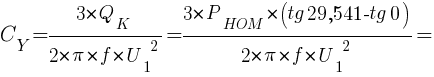 C_Y = (3*Q_K)/(2*π*f*U_1^2) = (3*P_HOM*(tg 29,541-tg 0))/(2*π*f*U_1^2) =